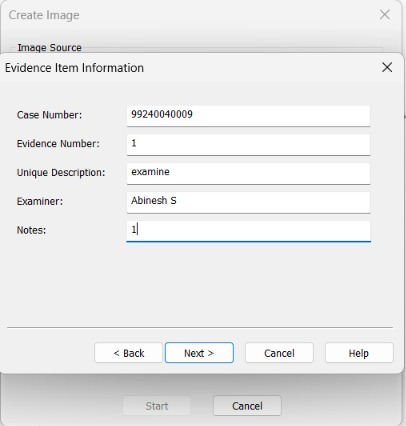 Create Image
Image Source
Evidence Item Information
Case Number: 99240040009
Evidence Number: 1
Unique Description: examine
Examiner: Abinesh S
Notes: 1
< Back Next > Cancel Help
Start Cancel